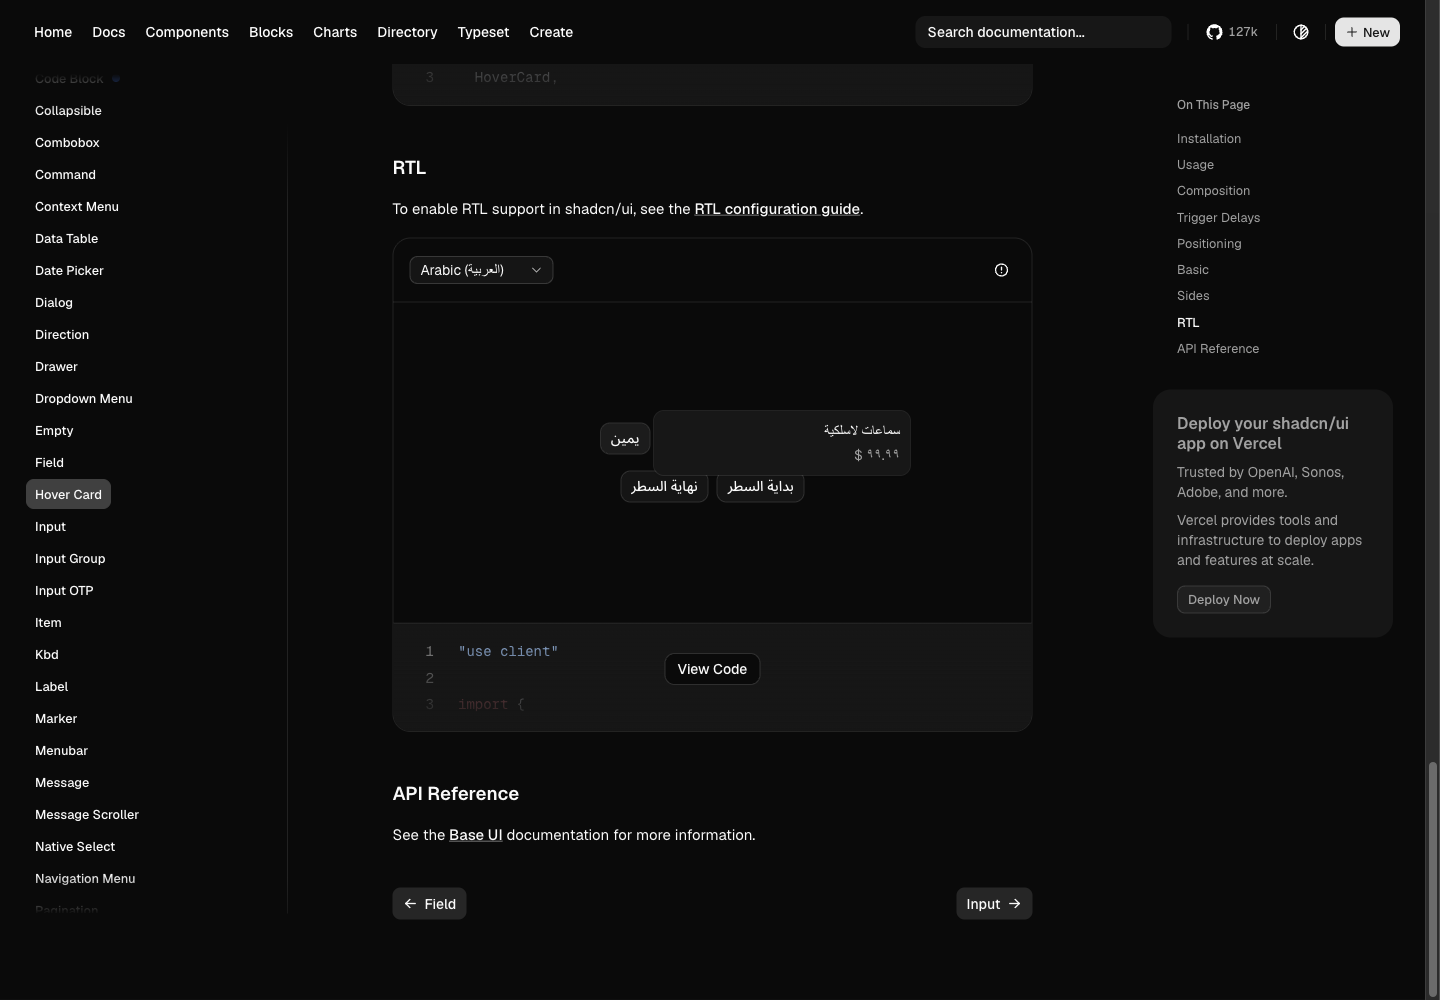 Home Docs Components Blocks Charts Directory Typeset Create
Search documentation...
127k
New
Code Block
Collapsible
Combobox
Command
Context Menu
Data Table
Date Picker
Dialog
Direction
Drawer
Dropdown Menu
Empty
Field
Hover Card
Input
Input Group
Input OTP
Item
Kbd
Label
Marker
Menubar
Message
Message Scroller
Native Select
Navigation Menu
Pagination
3 HoverCard,
RTL
To enable RTL support in shadcn/ui, see the RTL configuration guide.
Arabic (العربية)
يمين
سماعات لاسلكية
٩٩.٩٩ $
بداية السطر
نهاية السطر
1 "use client"
2
3 import {
View Code
API Reference
See the Base UI documentation for more information.
Field
Input
On This Page
Installation
Usage
Composition
Trigger Delays
Positioning
Basic
Sides
RTL
API Reference
Deploy your shadcn/ui
app on Vercel
Trusted by OpenAI, Sonos,
Adobe, and more.
Vercel provides tools and
infrastructure to deploy apps
and features at scale.
Deploy Now